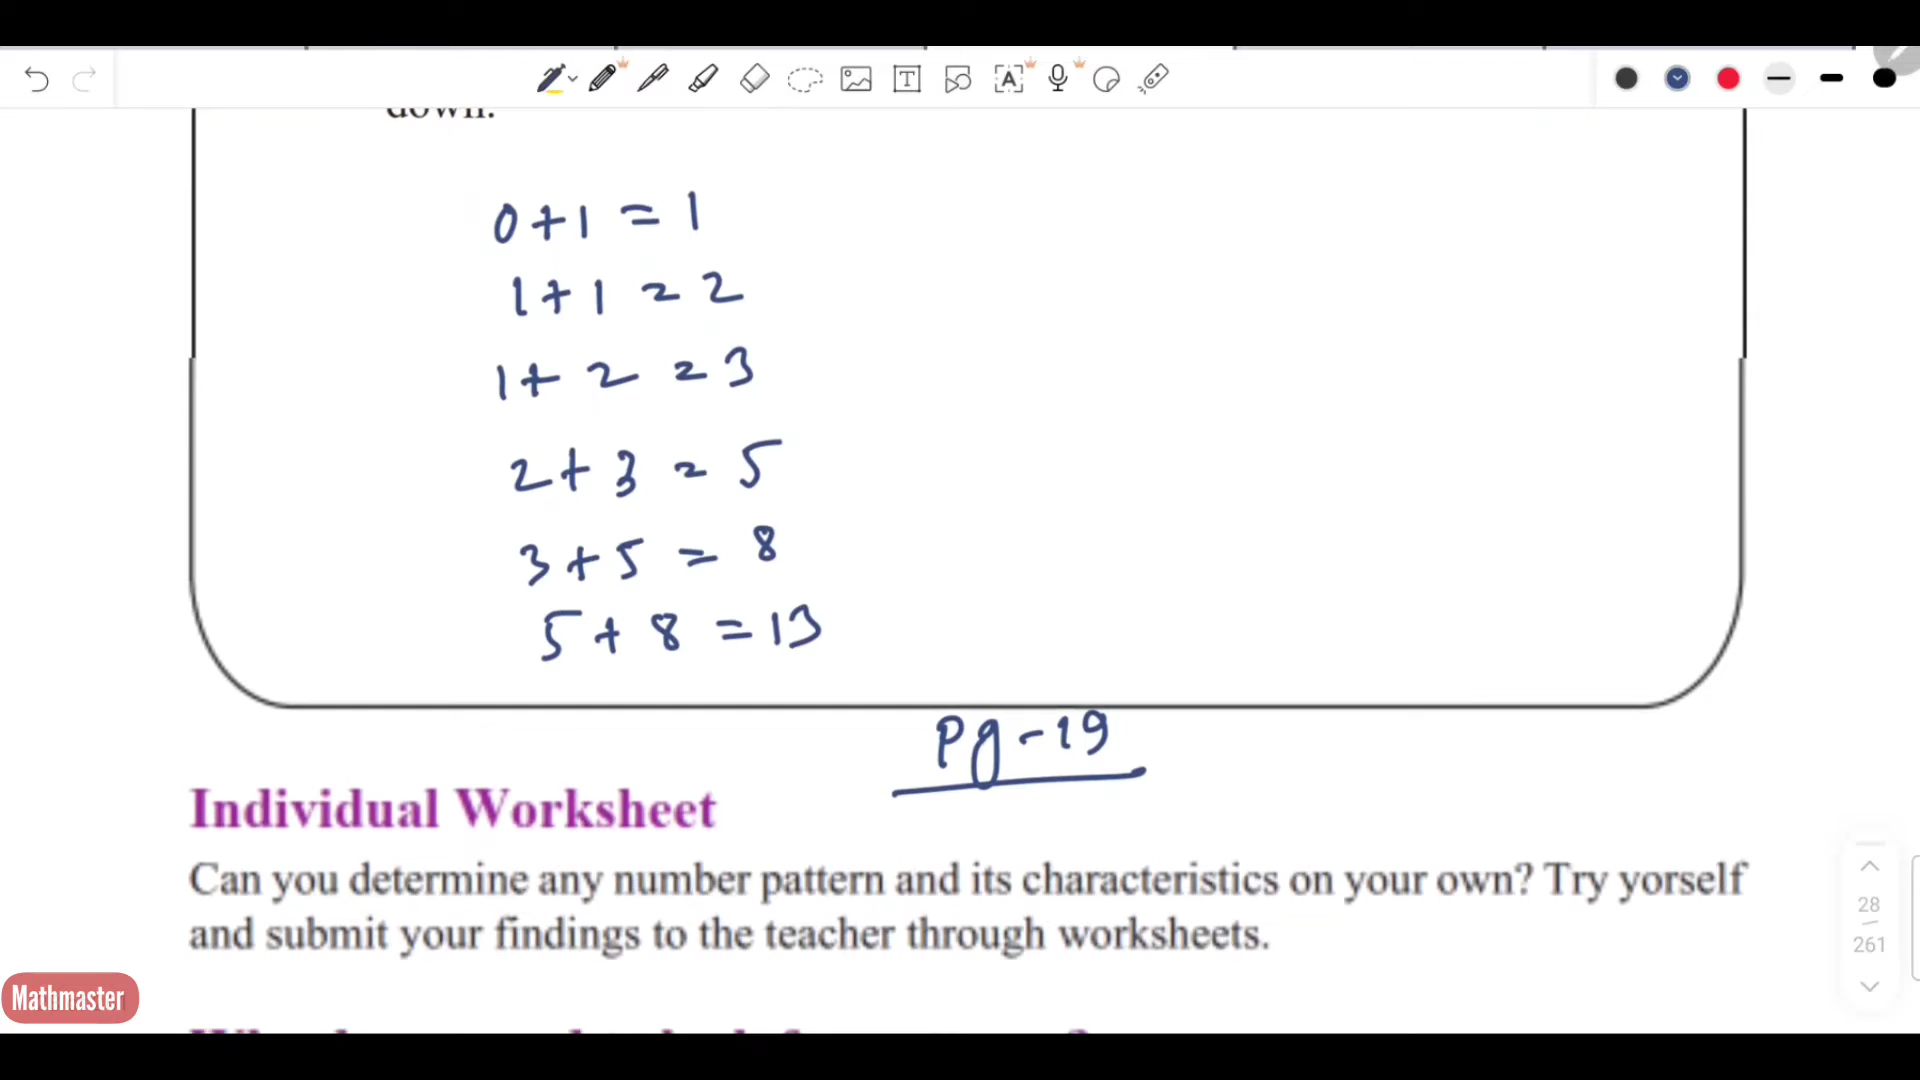 down.
0+1=1
1+1=2
1+2=3
2+3=5
3+5=8
5+8=13
Pg-19
Individual Worksheet
Can you determine any number pattern and its characteristics on your own? Try yorself
and submit your findings to the teacher through worksheets.
28
261
Mathmaster